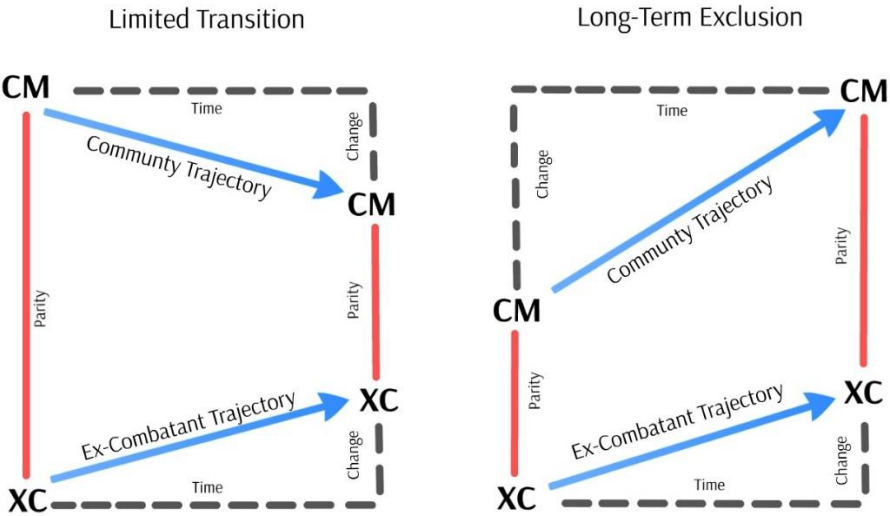 Limited Transition
CM
Time
Change
Communty Trajectory
CM
Parity
Parity
Ex-Combatant Trajectory
XC
Change
XC
Time
Long-Term Exclusion
CM
Time
Change
Communty Trajectory
Parity
CM
Parity
Ex-Combatant Trajectory
XC
Change
XC
Time